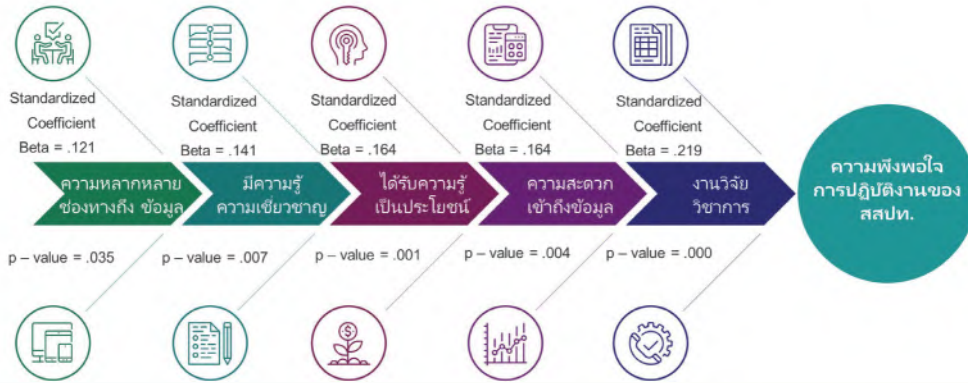 Standardized
Coefficient
Beta = .121
Standardized
Coefficient
Beta = .141
Standardized
Coefficient
Beta = .164
Standardized
Coefficient
Beta = .164
Standardized
Coefficient
Beta = .219
ความหลากหลาย
ช่องทางถึง ข้อมูล
มีความรู้
ความเชี่ยวชาญ
ได้รับความรู้
เป็นประโยชน์
ความสะดวก
เข้าถึงข้อมูล
งานวิจัย
วิชาการ
ความพึงพอใจ
การปฏิบัติงานของ
สสปท.
p – value = .035
p – value = .007
p – value = .001
p – value = .004
p – value = .000